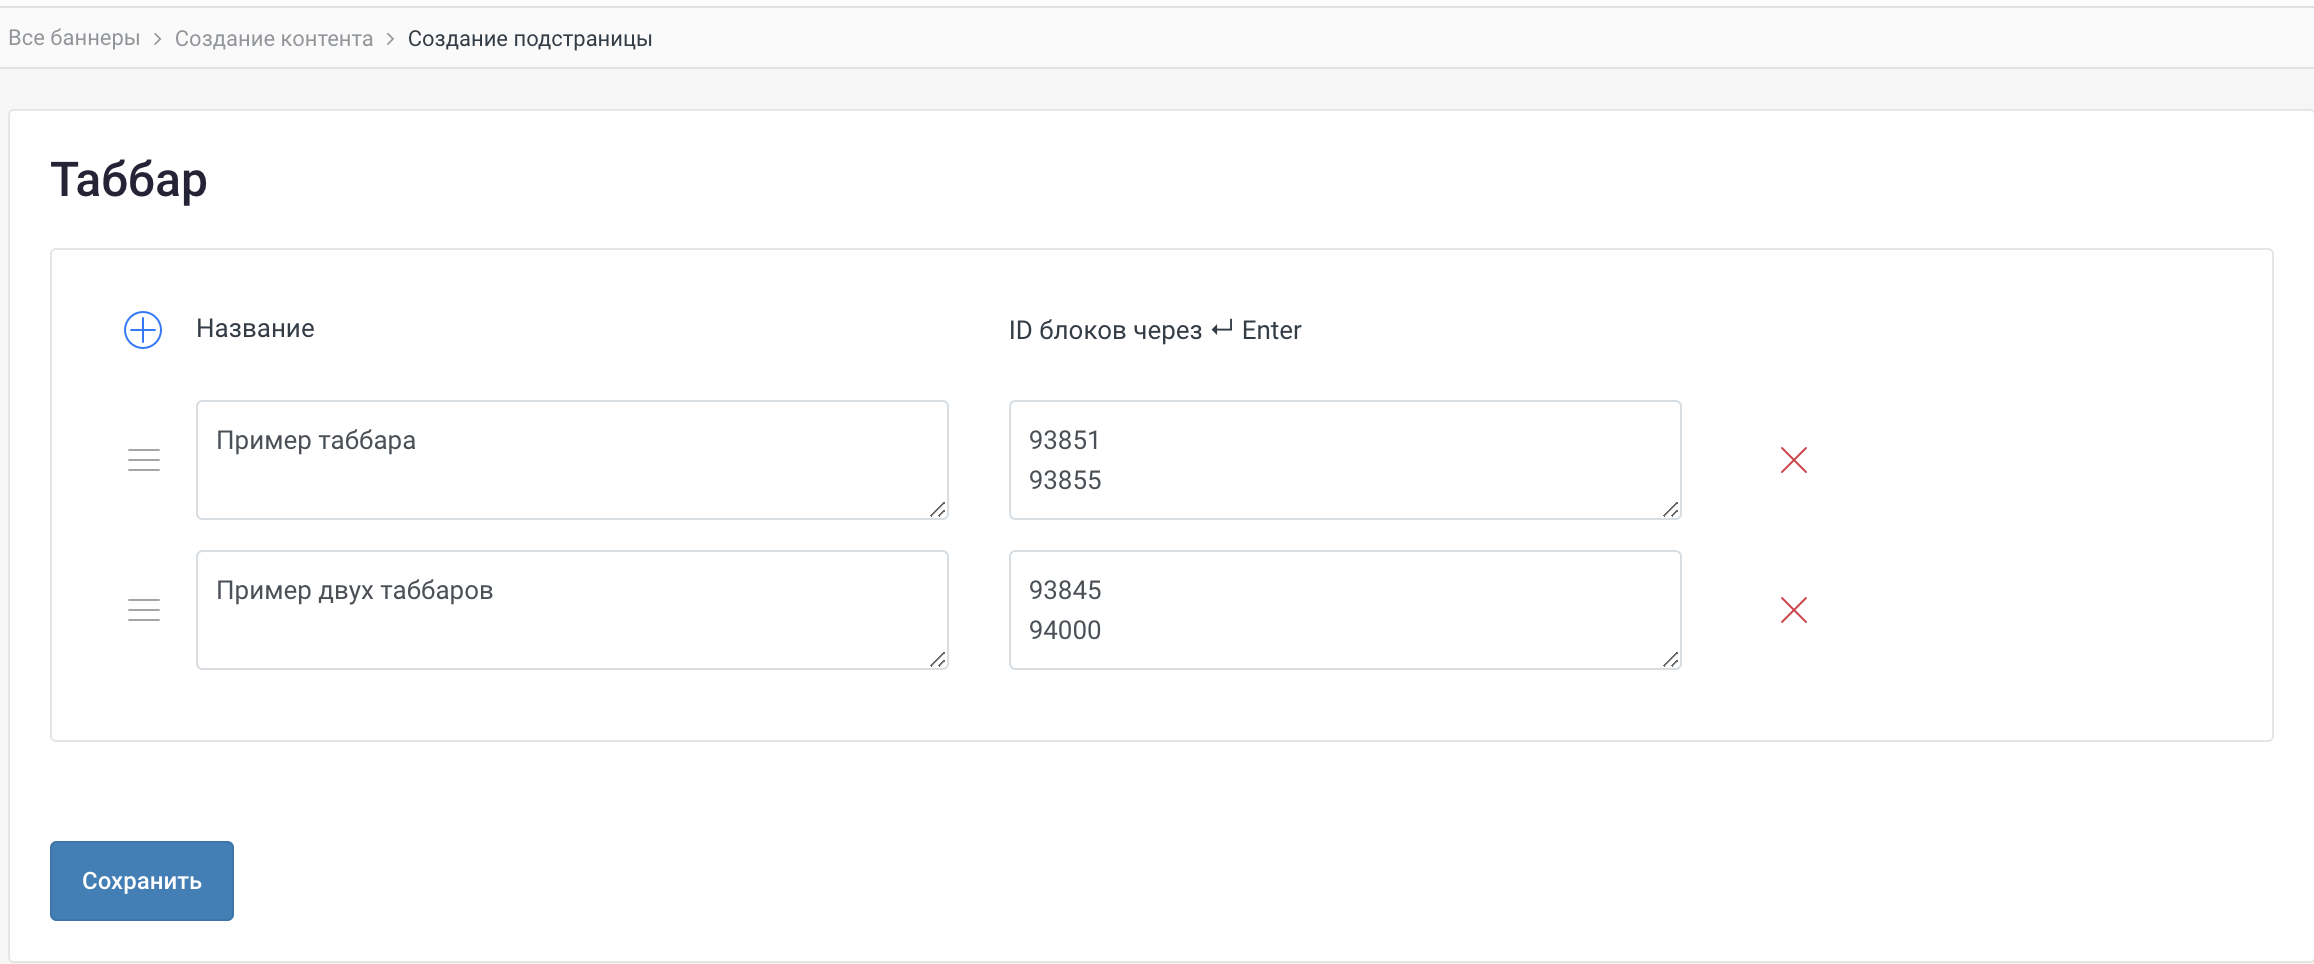 Все баннеры > Создание контента > Создание подстраницы
Таббар
Название
ID блоков через ↵ Enter
Пример таббара
93851
93855
Пример двух таббаров
93845
94000
Сохранить